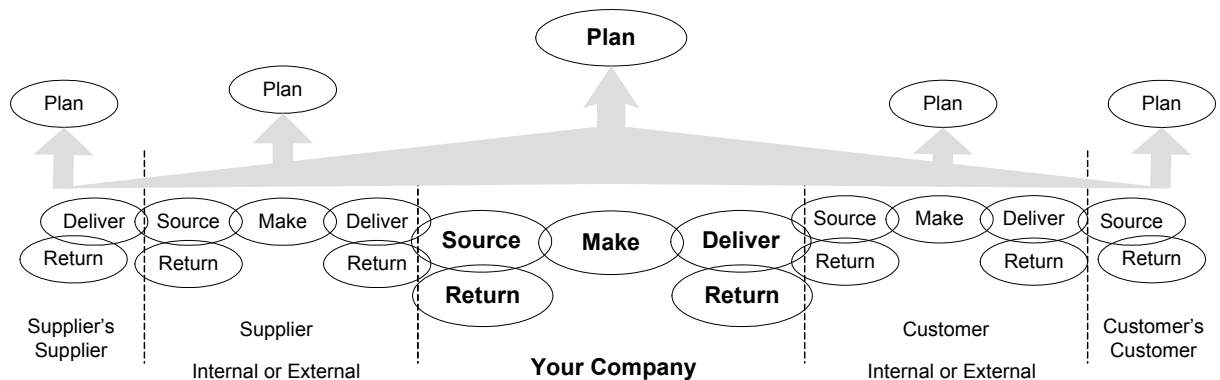 Plan
Plan
Plan
Plan
Plan
Deliver
Source
Make
Deliver
Source
Make
Deliver
Source
Make
Deliver
Source
Return
Return
Return
Return
Return
Return
Return
Return
Supplier’s
Supplier
Supplier
Internal or External
Your Company
Customer
Internal or External
Customer’s
Customer